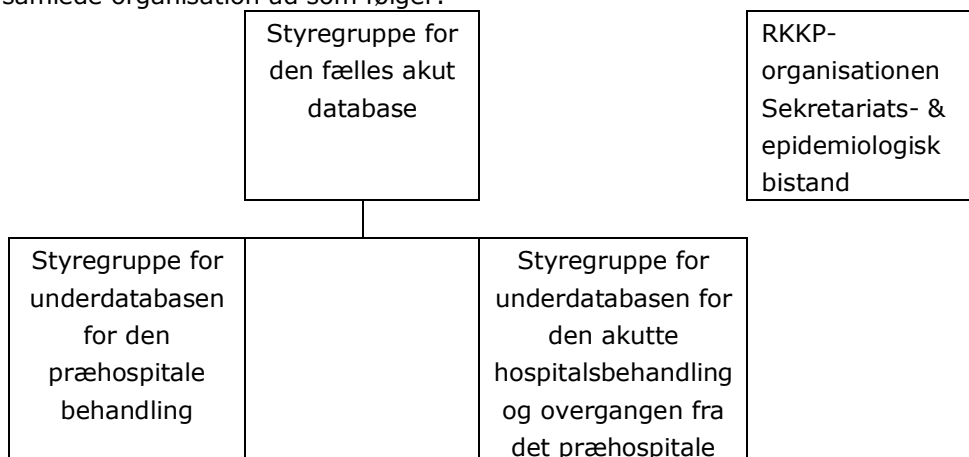 samlede organisation ud som følger:
Styregruppe for
den fælles akut
database
RKKP-
organisationen
Sekretariats- &
epidemiologisk
bistand
Styregruppe for
underdatabasen
for den
præhospitale
behandling
Styregruppe for
underdatabasen for
den akutte
hospitalsbehandling
og overgangen fra
det præhospitale